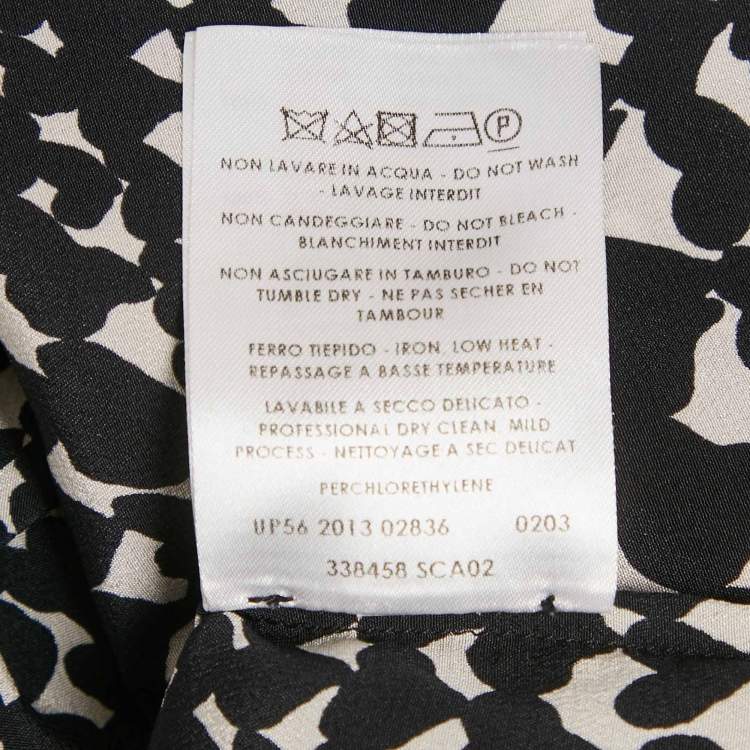 P
NON LAVARE IN ACQUA - DO NOT WASH
- LAVAGE INTERDIT
NON CANDEGGIARE - DO NOT BLEACH -
BLANCHIMENT INTERDIT
NON ASCIUGARE IN TAMBURO - DO NOT
TUMBLE DRY - NE PAS SECHER EN
TAMBOUR
FERRO TIEPIDO - IRON, LOW HEAT -
REPASSAGE A BASSE TEMPERATURE
LAVABILE A SECCO DELICATO -
PROFESSIONAL DRY CLEAN, MILD
PROCESS - NETTOYAGE A SEC DELICAT
PERCHLORETHYLENE
UP56 2013 02836 0203
338458 SCA02